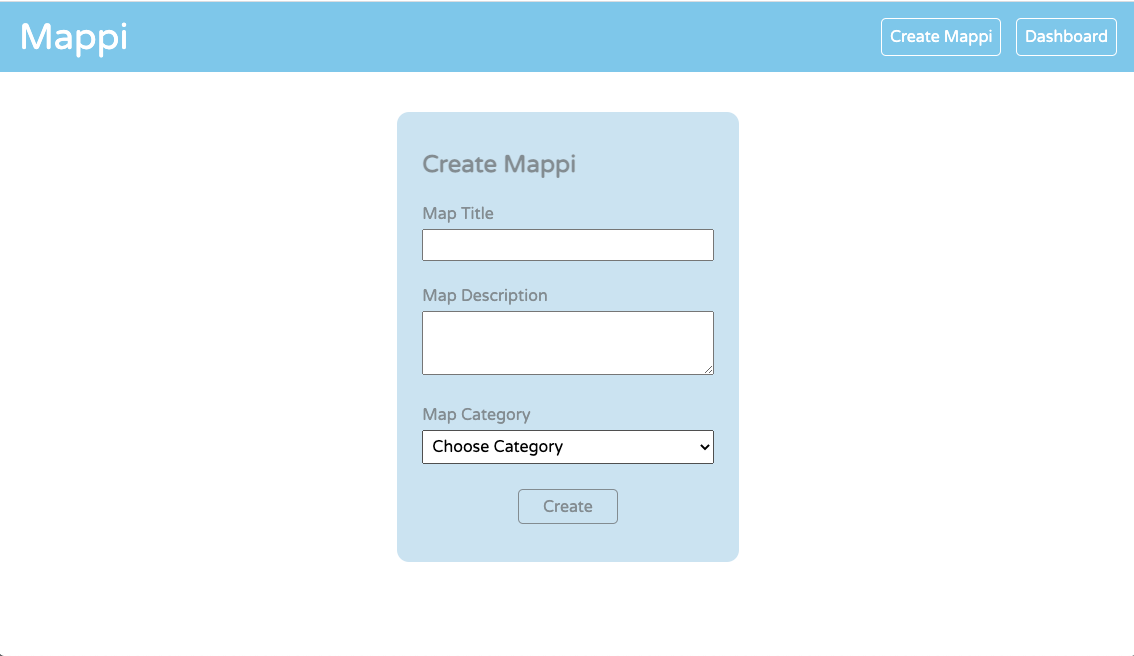 Mappi
Create Mappi
Dashboard
Create Mappi
Map Title
Map Description
Map Category
Choose Category
Create